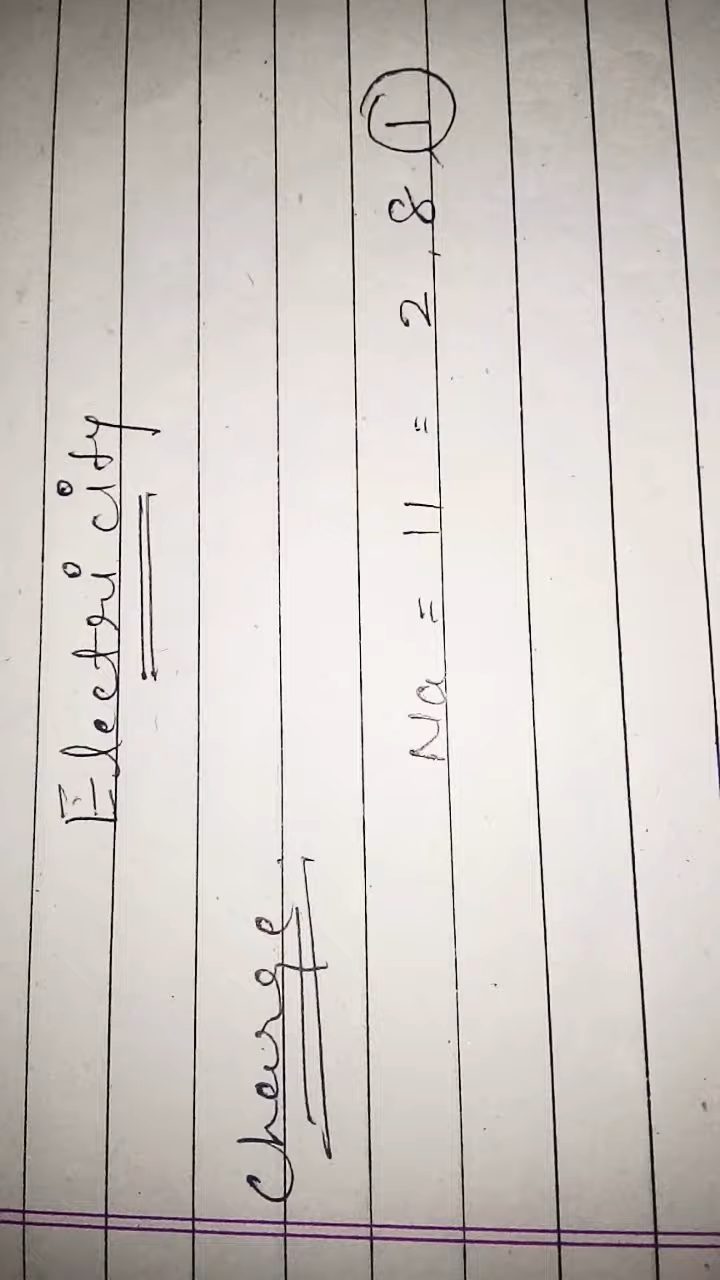 Electricity
Charge
Na = 11 = 2, 8, 1